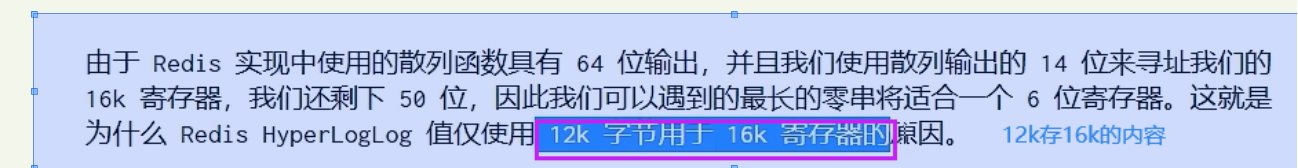 由于 Redis 实现中使用的散列函数具有 64 位输出，并且我们使用散列输出的 14 位来寻址我们的
16k 寄存器，我们还剩下 50 位，因此我们可以遇到的最长的零串将适合一个 6 位寄存器。这就是
为什么 Redis HyperLogLog 值仅使用 12k 字节用于 16k 寄存器的原因。 12k存16k的内容